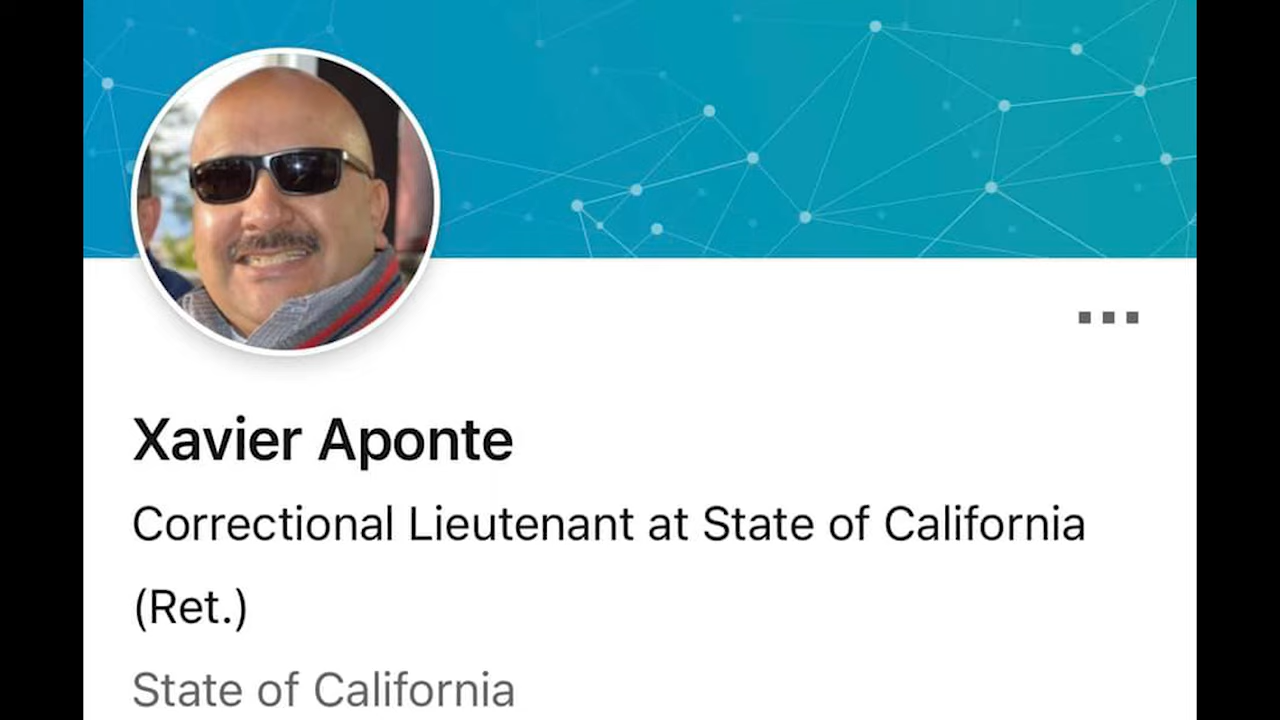 Xavier Aponte
Correctional Lieutenant at State of California
(Ret.)
State of California